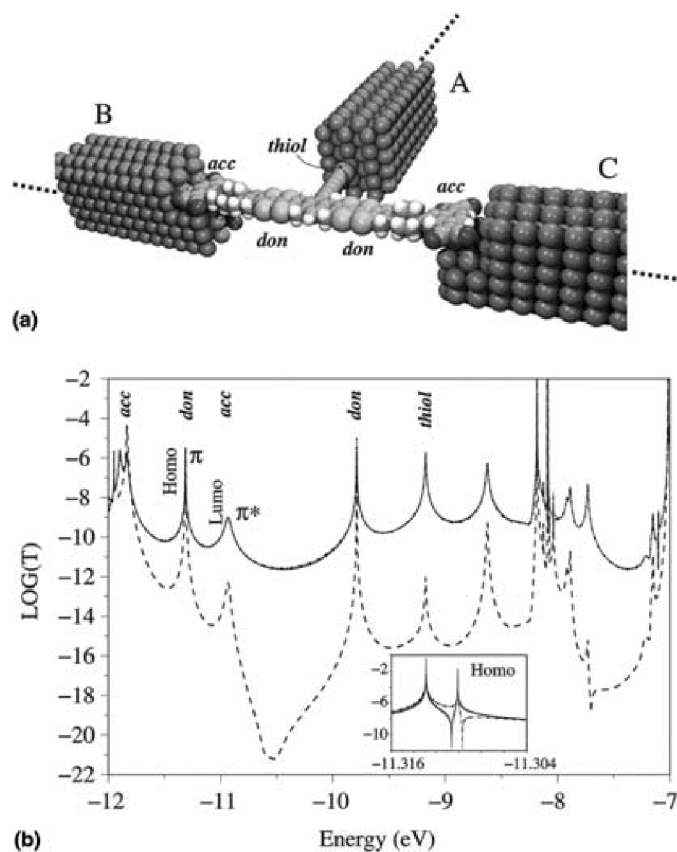 A
B
thiol
acc
C
acc
don
don
(a)
−2
−4
−6
−8
−10
−12
−14
−16
−18
−20
−22
LOG(T)
acc
don
acc
don
thiol
Homo
π
Lumo
π*
−2
−6
−10
Homo
−11.316
−11.304
−12
−11
−10
−9
−8
−7
(b)
Energy (eV)